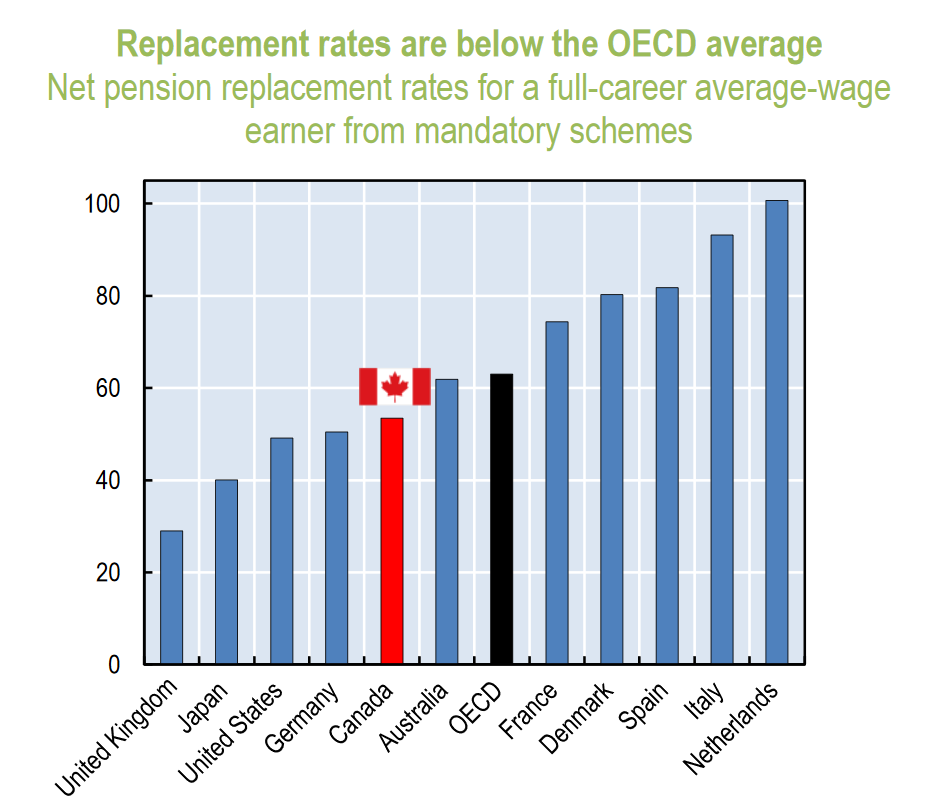 Replacement rates are below the OECD average
Net pension replacement rates for a full-career average-wage
earner from mandatory schemes
100
80
60
40
20
0
United Kingdom
Japan
United States
Germany
Canada
Australia
OECD
France
Denmark
Spain
Italy
Netherlands